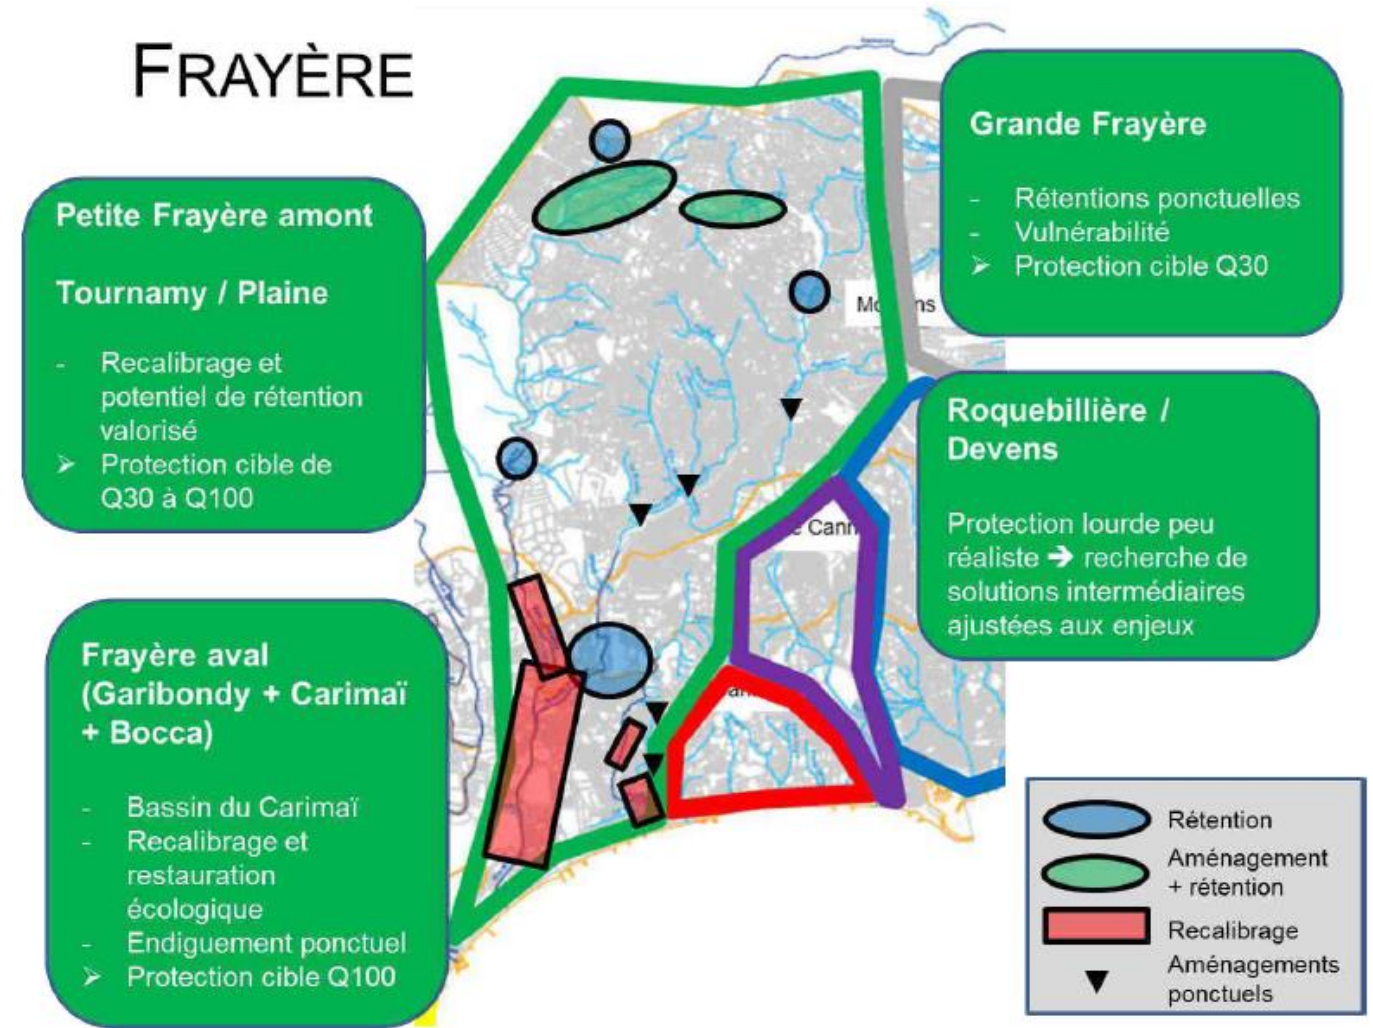 FRAYÈRE
Petite Frayère amont
Tournamy / Plaine
- Recalibrage et
potentiel de rétention
valorisé
➢ Protection cible de
Q30 à Q100
Frayère aval
(Garibondy + Carimaï
+ Bocca)
- Bassin du Carimaï
- Recalibrage et
restauration
écologique
- Endiguement ponctuel
➢ Protection cible Q100
Grande Frayère
- Rétentions ponctuelles
- Vulnérabilité
➢ Protection cible Q30
Roquebillière /
Devens
Protection lourde peu
réaliste ➔ recherche de
solutions intermédiaires
ajustées aux enjeux
Rétention
Aménagement
+ rétention
Recalibrage
Aménagements
ponctuels